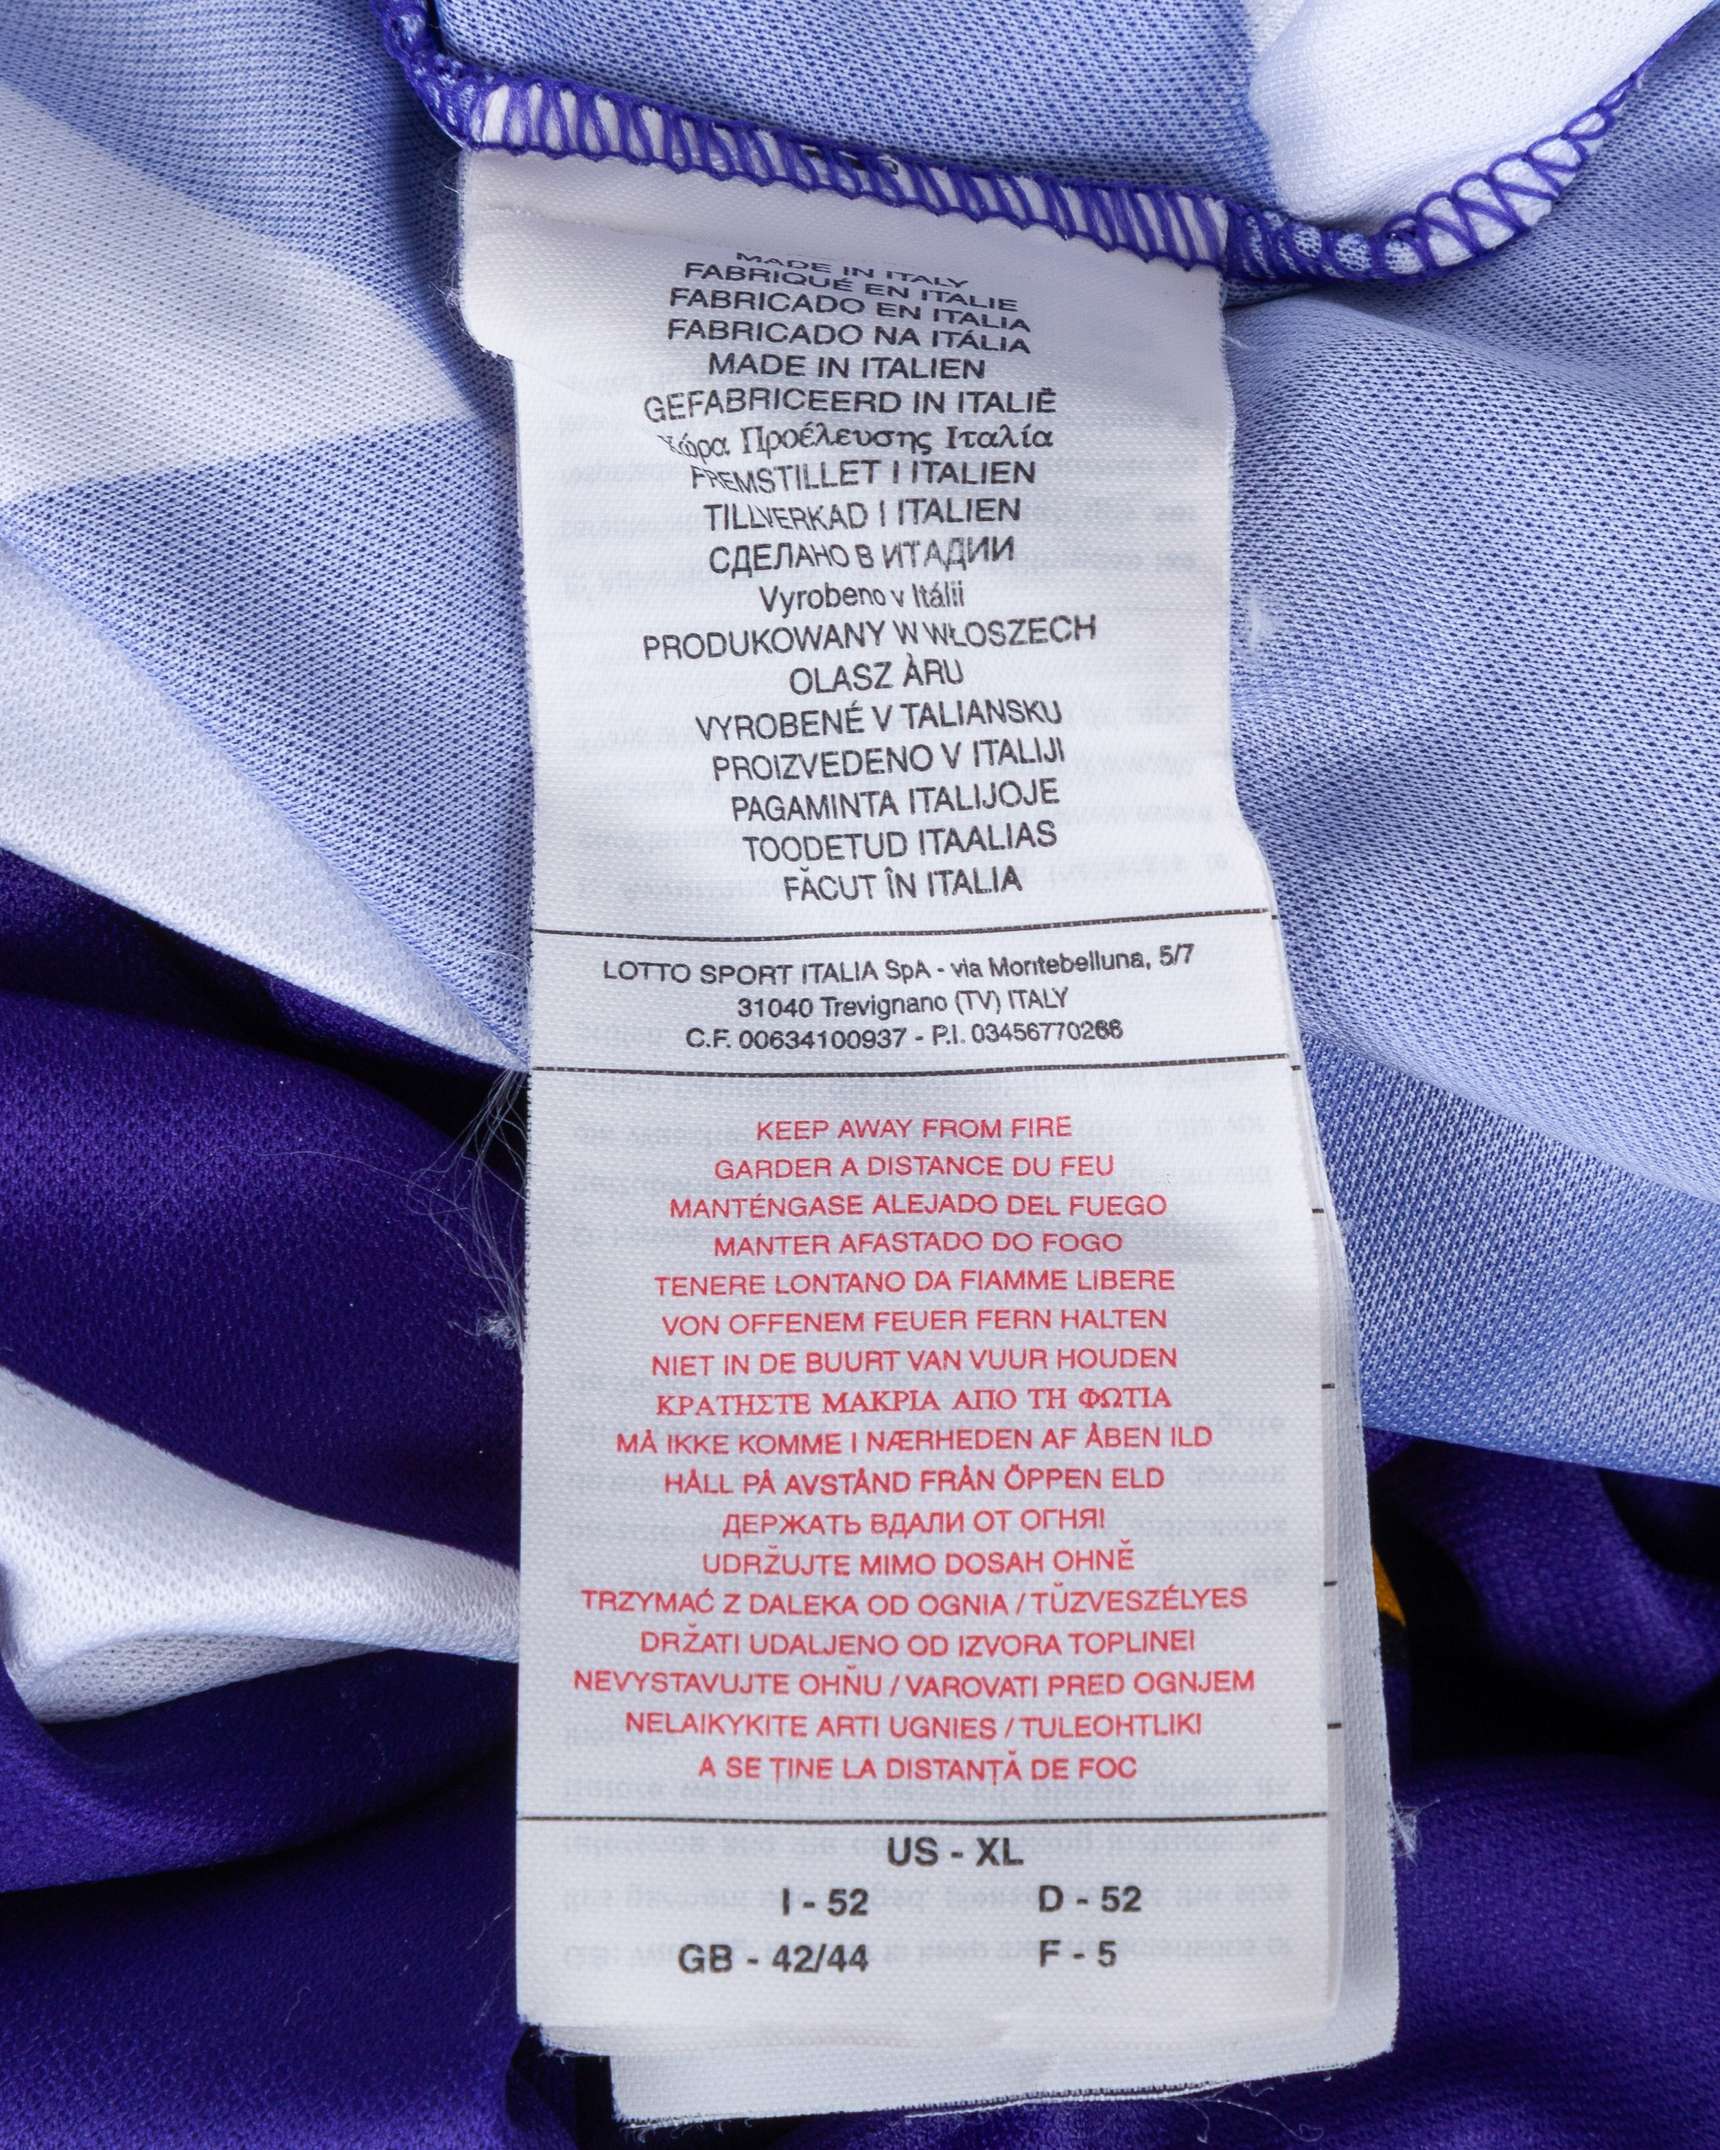 MADE IN ITALY
FABRIQUÉ EN ITALIE
FABRICADO EN ITALIA
FABRICADO NA ITÁLIA
MADE IN ITALIEN
GEFABRICEERD IN ITALIË
Χώρα Προέλευσης Ιταλία
FREMSTILLET I ITALIEN
TILLVERKAD I ITALIEN
СДЕЛАНО В ИТАДИИ
Vyrobeno v Itálii
PRODUKOWANY W WŁOSZECH
OLASZ ÀRU
VYROBENÉ V TALIANSKU
PROIZVEDENO V ITALIJI
PAGAMINTA ITALIJOJE
TOODETUD ITAALIAS
FĂCUT ÎN ITALIA
LOTTO SPORT ITALIA SpA - via Montebelluna, 5/7
31040 Trevignano (TV) ITALY
C.F. 00634100937 - P.I. 03456770266
KEEP AWAY FROM FIRE
GARDER A DISTANCE DU FEU
MANTÉNGASE ALEJADO DEL FUEGO
MANTER AFASTADO DO FOGO
TENERE LONTANO DA FIAMME LIBERE
VON OFFENEM FEUER FERN HALTEN
NIET IN DE BUURT VAN VUUR HOUDEN
ΚΡΑΤΗΣΤΕ ΜΑΚΡΙΑ ΑΠΟ ΤΗ ΦΩΤΙΑ
MÅ IKKE KOMME I NÆRHEDEN AF ÅBEN ILD
HÅLL PÅ AVSTÅND FRÅN ÖPPEN ELD
ДЕРЖАТЬ ВДАЛИ ОТ ОГНЯ!
UDRŽUJTE MIMO DOSAH OHNĚ
TRZYMAĆ Z DALEKA OD OGNIA / TŬZVESZÉLYES
DRŽATI UDALJENO OD IZVORA TOPLINEI
NEVYSTAVUJTE OHŇU / VAROVATI PRED OGNJEM
NELAIKYKITE ARTI UGNIES / TULEOHTLIKI
A SE ȚINE LA DISTANȚĂ DE FOC
US - XL
I - 52 D - 52
GB - 42/44 F - 5